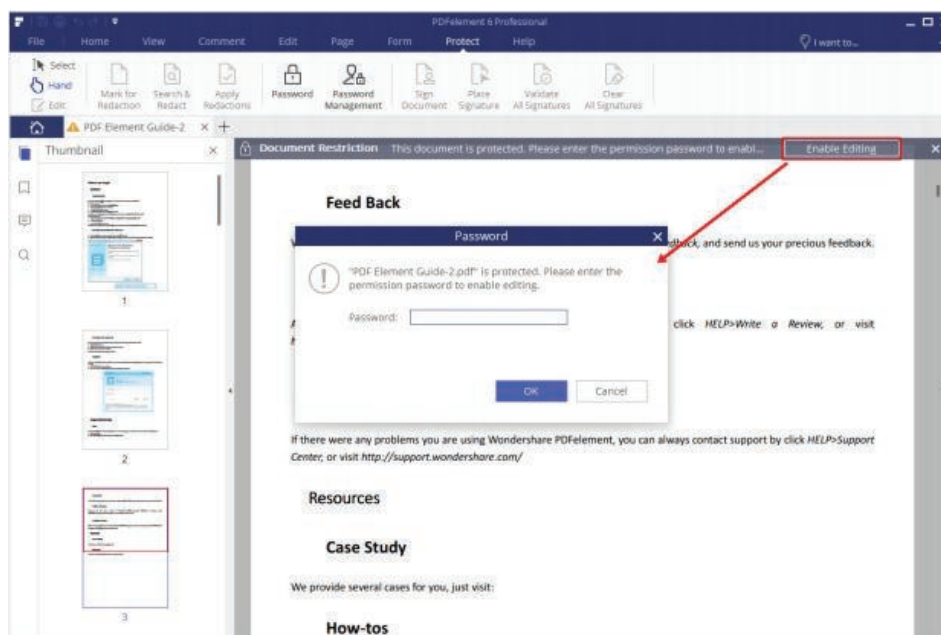 PDFelement 6 Professional
File Home View Comment Edit Page Form Protect Help I want to...
Select
Hand
Edit
Mark for Redaction
Search & Redact
Apply Redactions
Password
Password Management
Sign Document
Place Signature
Validate All Signatures
Clear All Signatures
PDF Element Guide-2
Thumbnail
1
2
3
Document Restriction This document is protected. Please enter the permission password to enabl... Enable Editing
Feed Back
dback, and send us your precious feedback.
Password
"PDF Element Guide-2.pdf" is protected. Please enter the
permission password to enable editing.
Password:
click HELP>Write a Review, or visit
OK Cancel
If there were any problems you are using Wondershare PDFelement, you can always contact support by click HELP>Support
Center, or visit http://support.wondershare.com/
Resources
Case Study
We provide several cases for you, just visit:
How-tos